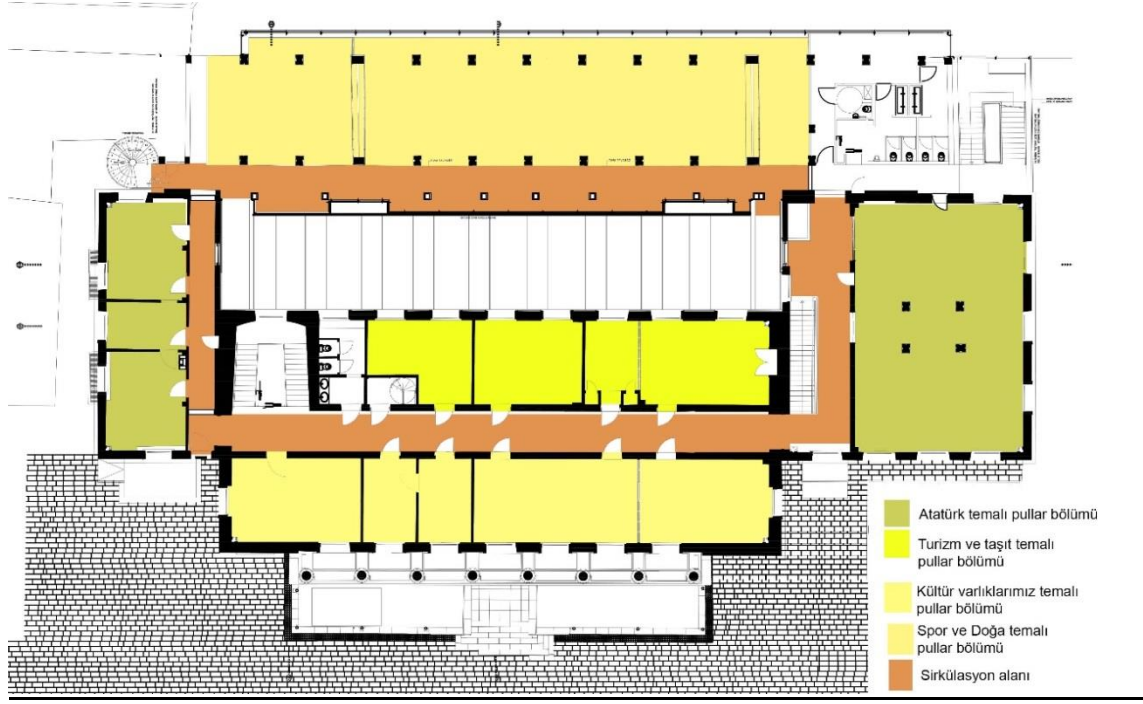 Atatürk temalı pullar bölümü
Turizm ve taşıt temalı
pullar bölümü
Kültür varlıklarımız temalı
pullar bölümü
Spor ve Doğa temalı
pullar bölümü
Sirkülasyon alanı